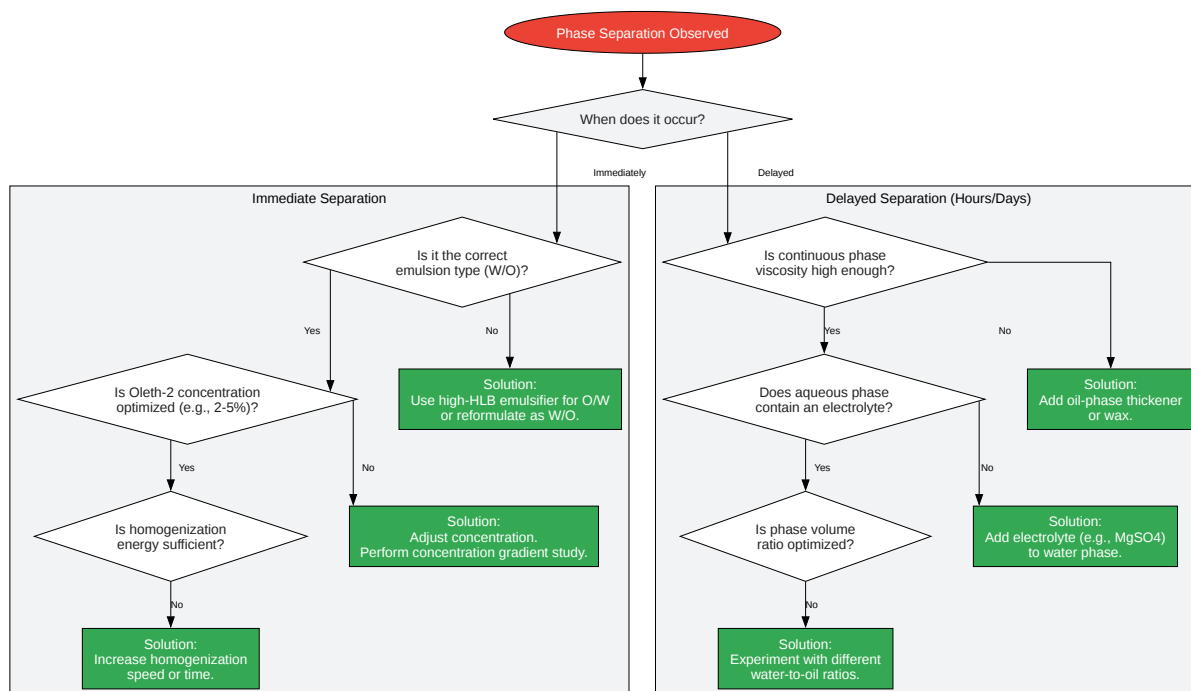 Phase Separation Observed
When does it occur?
Immediately
Delayed
Immediate Separation
Is it the correct
emulsion type (W/O)?
Yes
No
Is Oleth-2 concentration
optimized (e.g., 2-5%)?
Solution:
Use high-HLB emulsifier for O/W
or reformulate as W/O.
Yes
No
Is homogenization
energy sufficient?
Solution:
Adjust concentration.
Perform concentration gradient study.
No
Solution:
Increase homogenization
speed or time.
Delayed Separation (Hours/Days)
Is continuous phase
viscosity high enough?
Yes
No
Does aqueous phase
contain an electrolyte?
Solution:
Add oil-phase thickener
or wax.
Yes
No
Is phase volume
ratio optimized?
Solution:
Add electrolyte (e.g., MgSO4)
to water phase.
No
Solution:
Experiment with different
water-to-oil ratios.